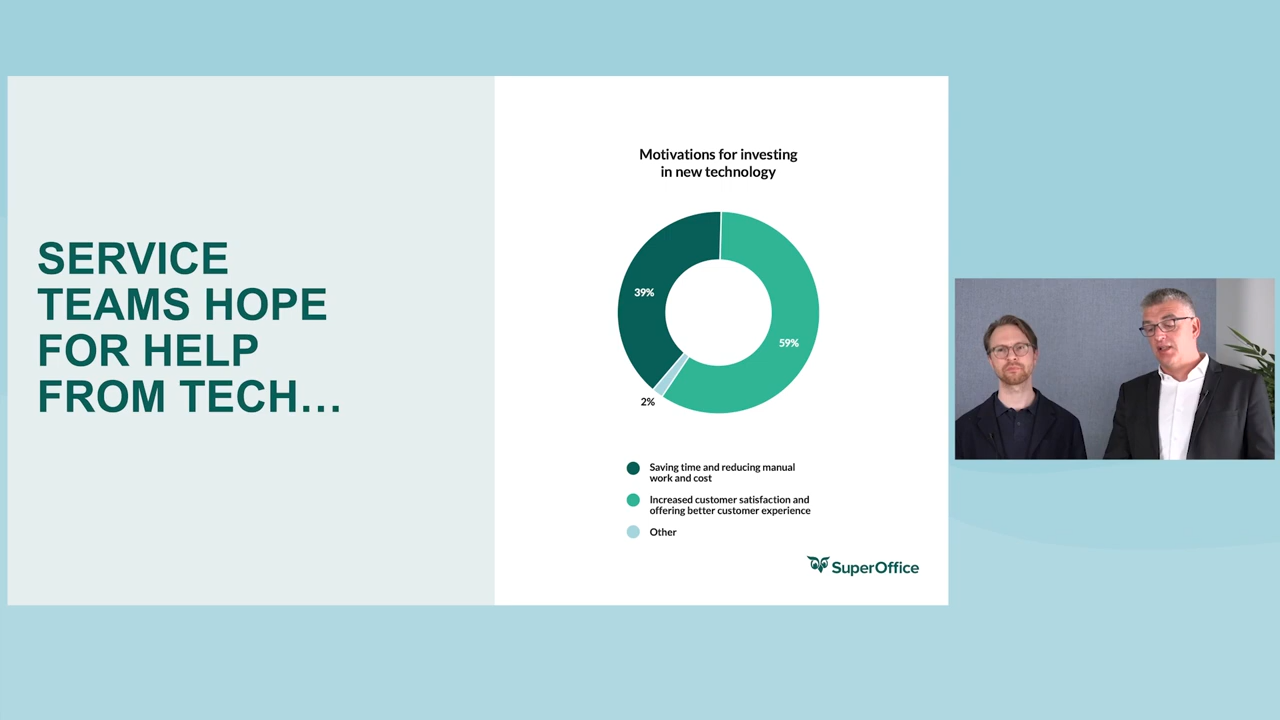 SERVICE
TEAMS HOPE
FOR HELP
FROM TECH...
Motivations for investing
in new technology
39%
59%
2%
Saving time and reducing manual
work and cost
Increased customer satisfaction and
offering better customer experience
Other
SuperOffice